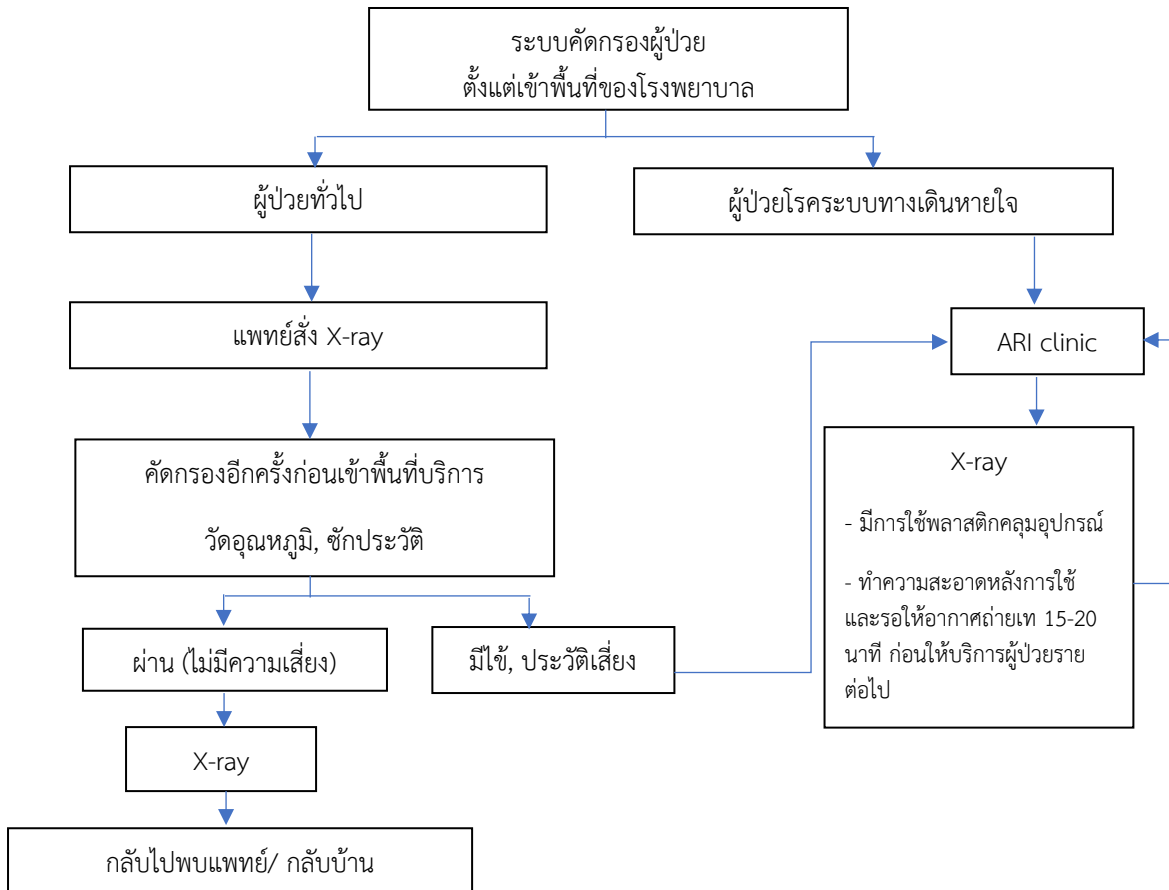 ระบบคัดกรองผู้ป่วย
ตั้งแต่เข้าพื้นที่ของโรงพยาบาล
ผู้ป่วยทั่วไป
ผู้ป่วยโรคระบบทางเดินหายใจ
แพทย์สั่ง X-ray
ARI clinic
คัดกรองอีกครั้งก่อนเข้าพื้นที่บริการ
วัดอุณหภูมิ, ซักประวัติ
X-ray
- มีการใช้พลาสติกคลุมอุปกรณ์
- ทำความสะอาดหลังการใช้
และรอให้อากาศถ่ายเท 15-20
นาที ก่อนให้บริการผู้ป่วยราย
ต่อไป
ผ่าน (ไม่มีความเสี่ยง)
มีไข้, ประวัติเสี่ยง
X-ray
กลับไปพบแพทย์/ กลับบ้าน